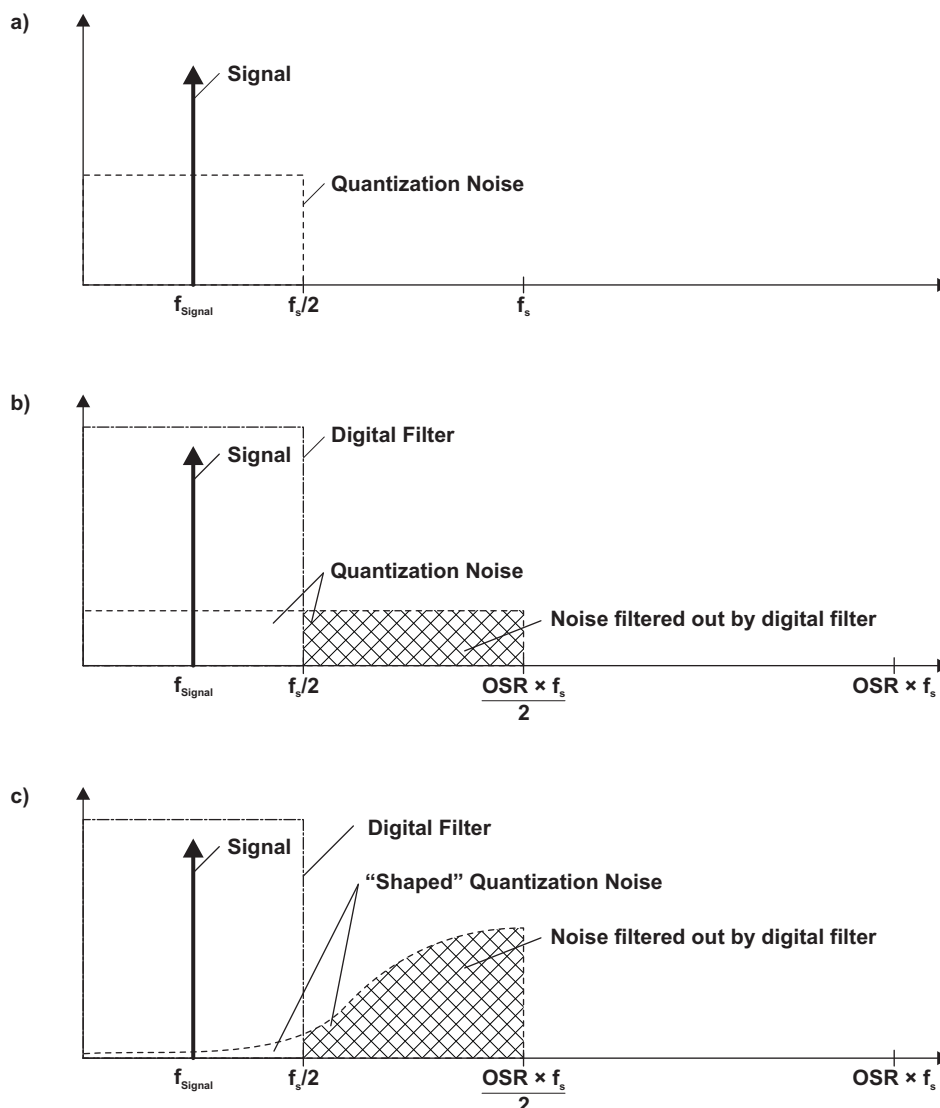 a)
Signal
Quantization Noise
fSignal
fs/2
fs
b)
Digital Filter
Signal
Quantization Noise
Noise filtered out by digital filter
fSignal
fs/2
OSR × fs
2
OSR × fs
c)
Digital Filter
Signal
“Shaped” Quantization Noise
Noise filtered out by digital filter
fSignal
fs/2
OSR × fs
2
OSR × fs